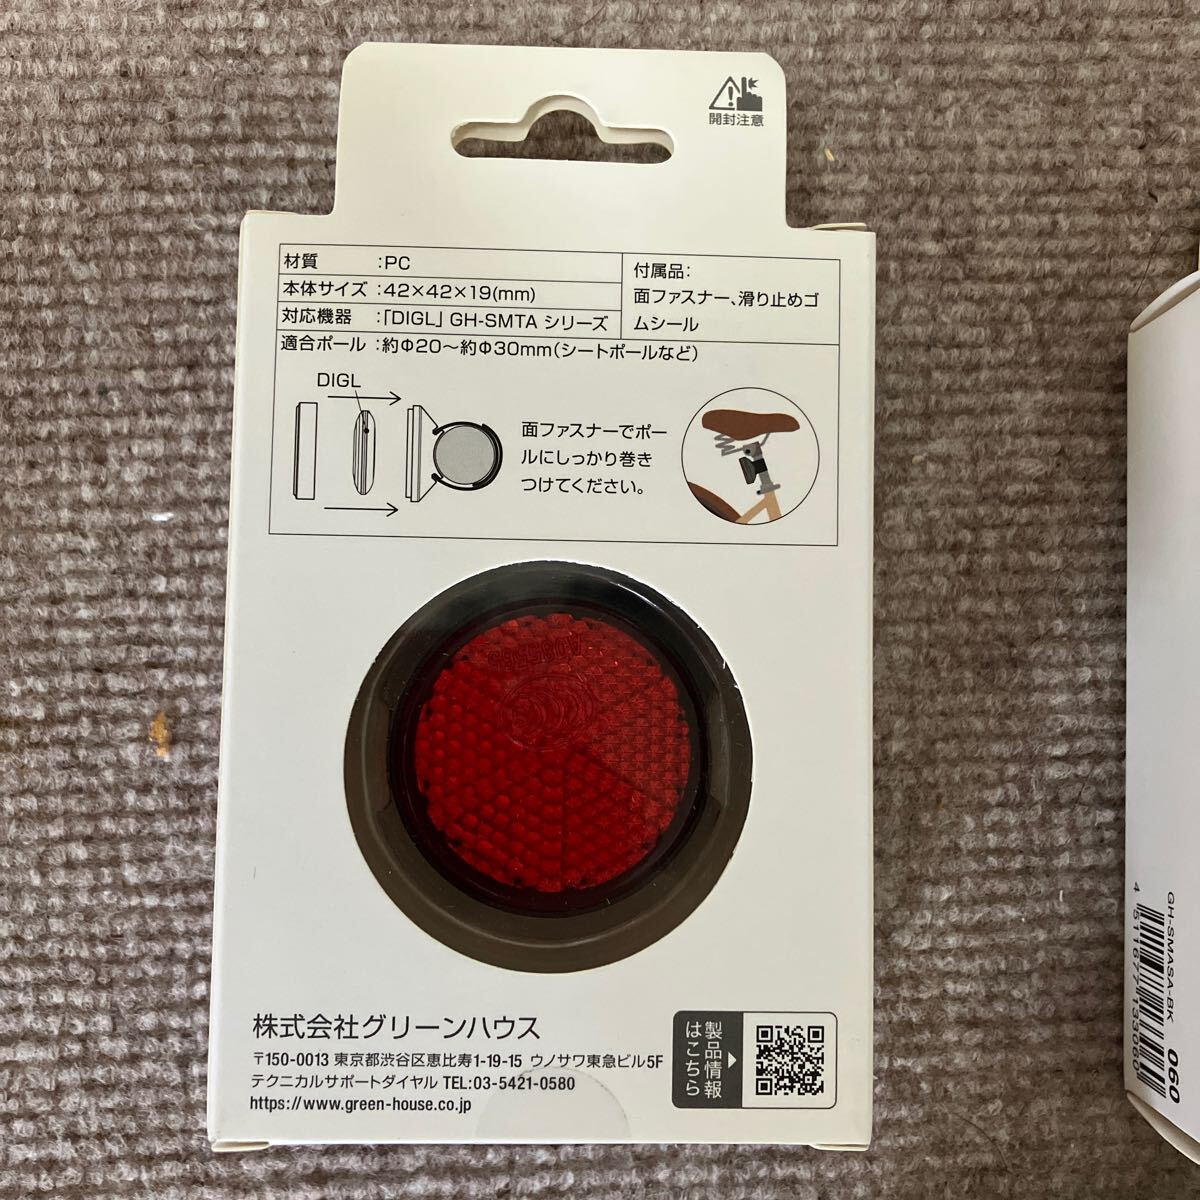 開封注意
材質 :PC
本体サイズ :42×42×19(mm)
対応機器 :「DIGL」GH-SMTA シリーズ
付属品:
面ファスナー、滑り止めゴ
ムシール
適合ポール :約Φ20〜約Φ30mm(シートポールなど)
DIGL
面ファスナーでポー
ルにしっかり巻き
つけてください。
株式会社グリーンハウス
〒150-0013 東京都渋谷区恵比寿1-19-15 ウノサワ東急ビル5F
テクニカルサポートダイヤル TEL:03-5421-0580
https://www.green-house.co.jp
製品情報
はこちら
GH-SMASA-BK 060
4 511677 133060